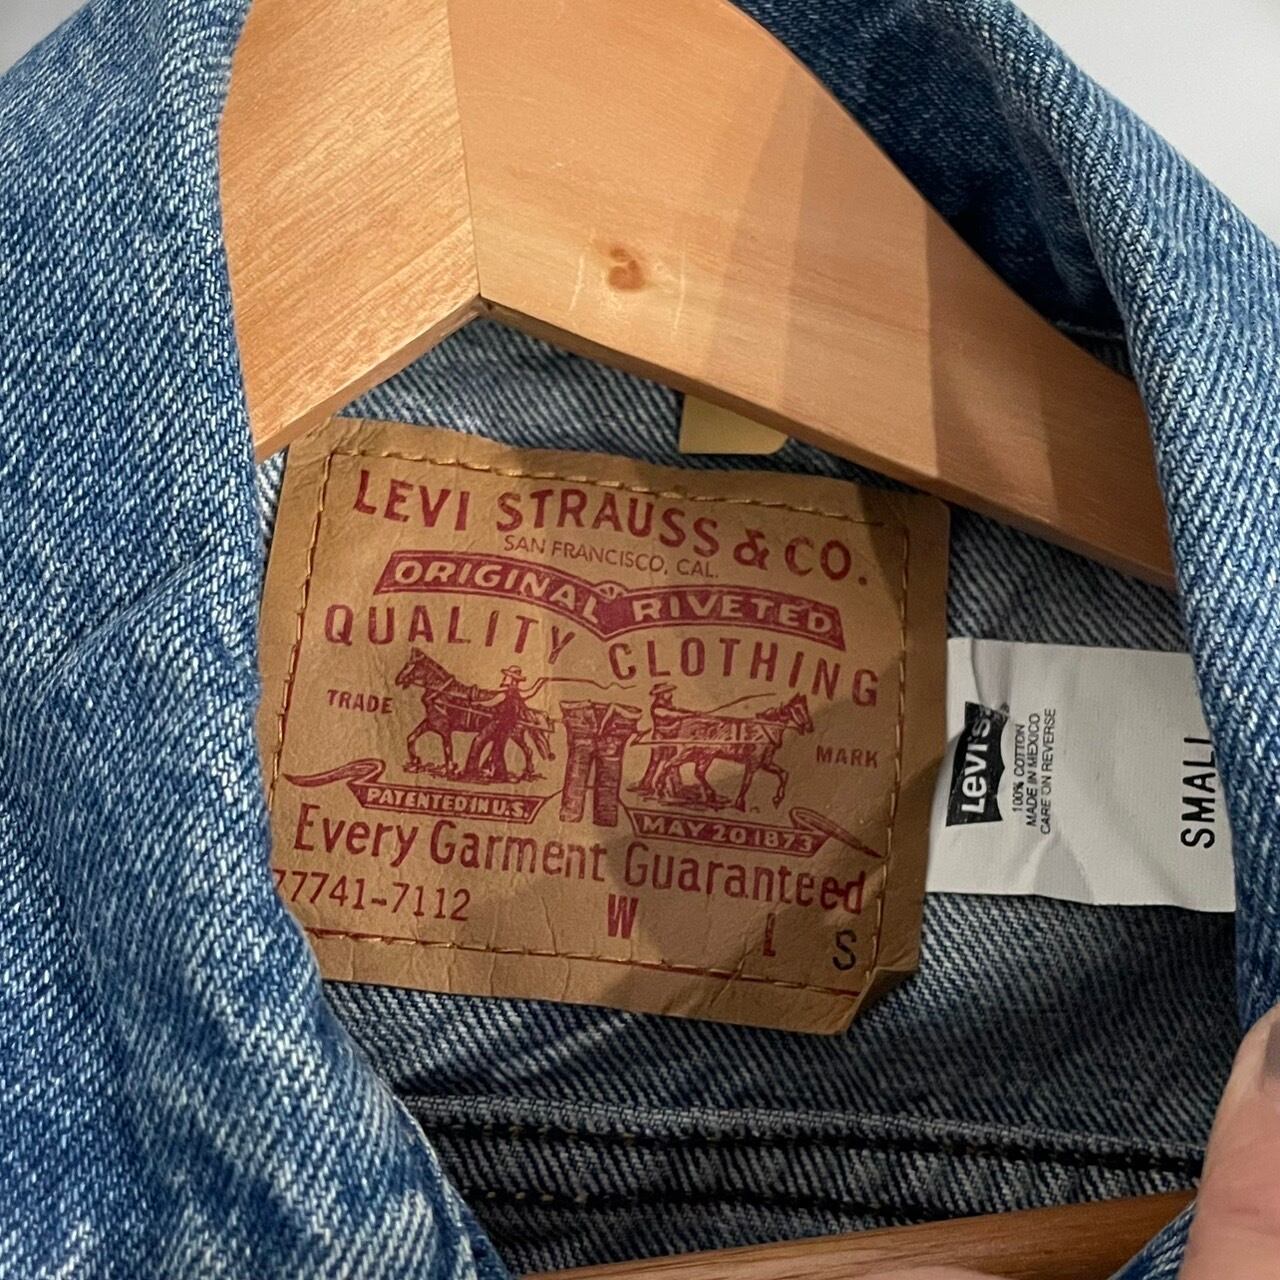 LEVI STRAUSS & CO.
SAN FRANCISCO, CAL.
ORIGINAL RIVETED
QUALITY CLOTHING
TRADE MARK
PATENTED IN U.S. MAY 20 1873
Every Garment Guaranteed
77741-7112 W L S
Levi's
100% COTTON
MADE IN MEXICO
CARE ON REVERSE
SMALL